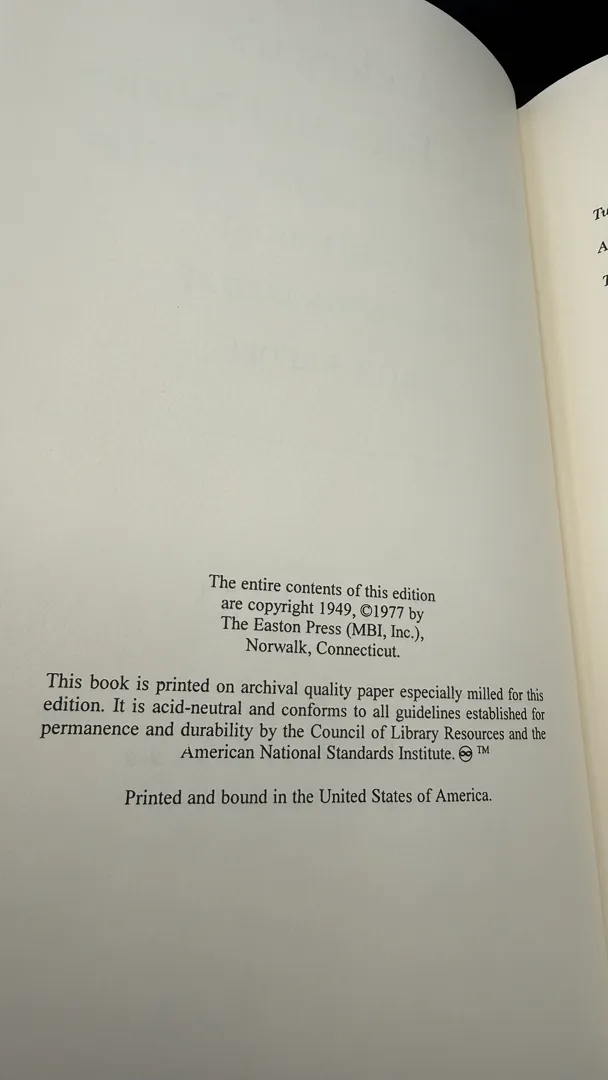 The entire contents of this edition
are copyright 1949, ©1977 by
The Easton Press (MBI, Inc.),
Norwalk, Connecticut.
This book is printed on archival quality paper especially milled for this
edition. It is acid-neutral and conforms to all guidelines established for
permanence and durability by the Council of Library Resources and the
American National Standards Institute. ♾ ™
Printed and bound in the United States of America.